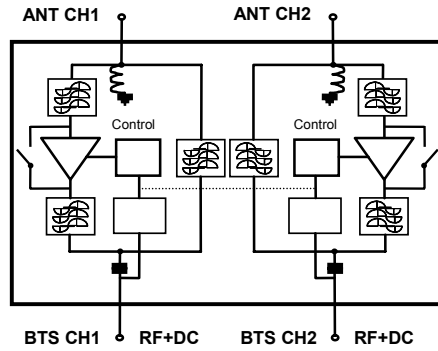 ANT CH1 ANT CH2
Control Control
BTS CH1 RF+DC BTS CH2 RF+DC